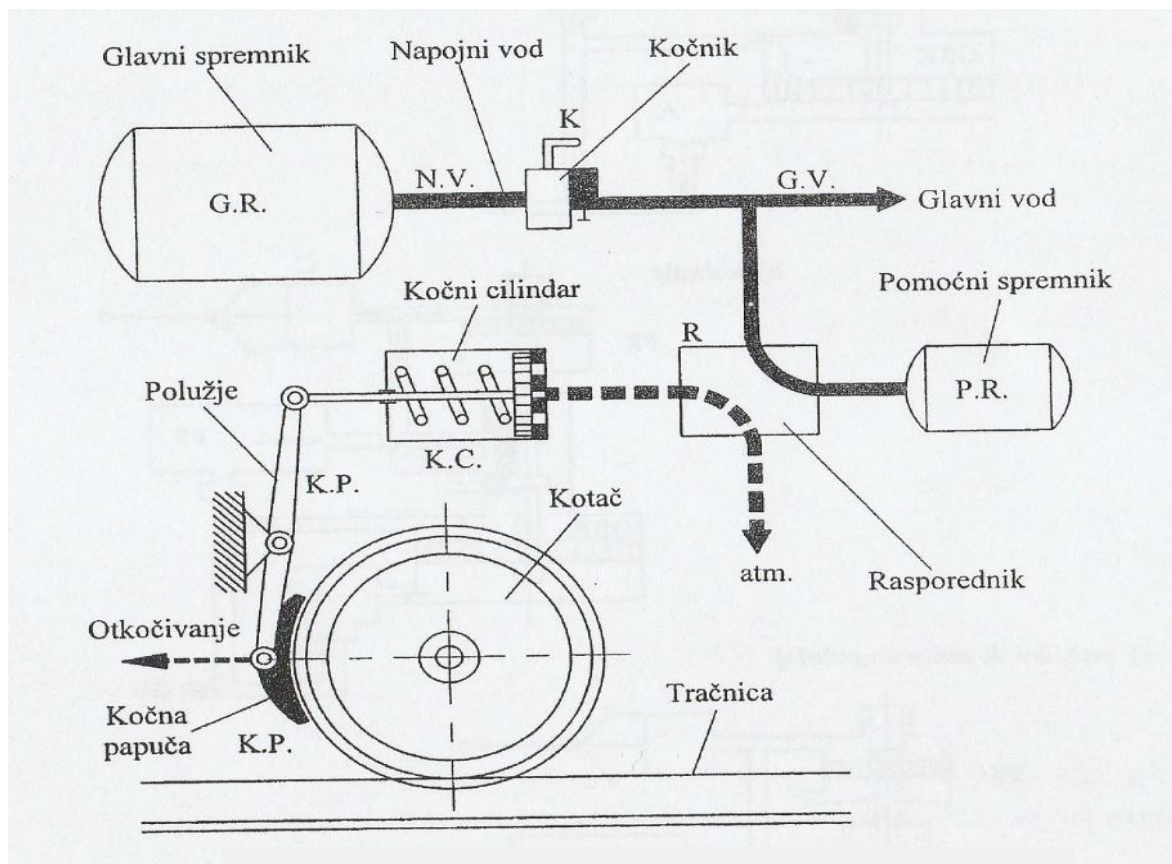 Glavni spremnik
Napojni vod
Kočnik
K
N.V.
G.V.
G.R.
Glavni vod
Kočni cilindar
Pomoćni spremnik
R
Polužje
P.R.
K.C.
K.P.
Kotač
atm.
Rasporednik
Otkočivanje
Tračnica
Kočna
papuča
K.P.